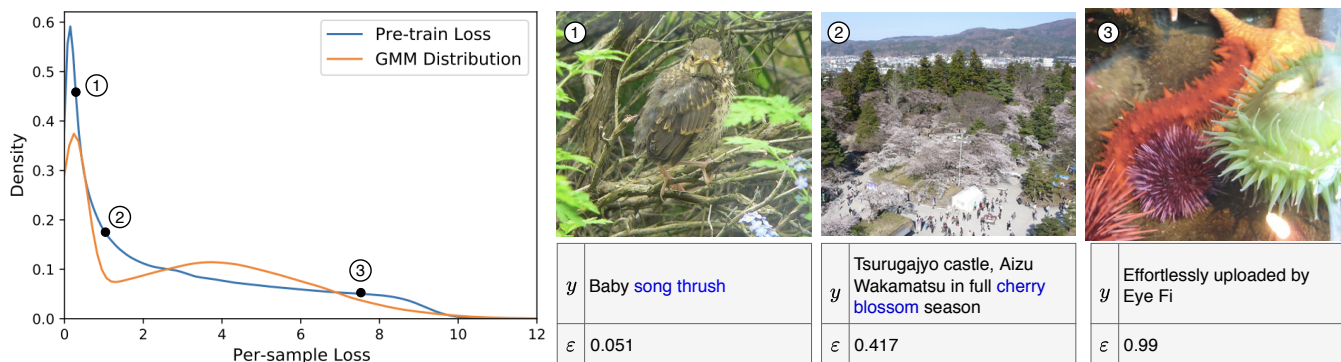 0.6
0.5
0.4
0.3
0.2
0.1
0.0
0
2
4
6
8
10
12
Density
Per-sample Loss
Pre-train Loss
GMM Distribution
①
②
③
①
y Baby song thrush
ε 0.051
②
y Tsurugajyo castle, Aizu
Wakamatsu in full cherry
blossom season
ε 0.417
③
y Effortlessly uploaded by
Eye Fi
ε 0.99